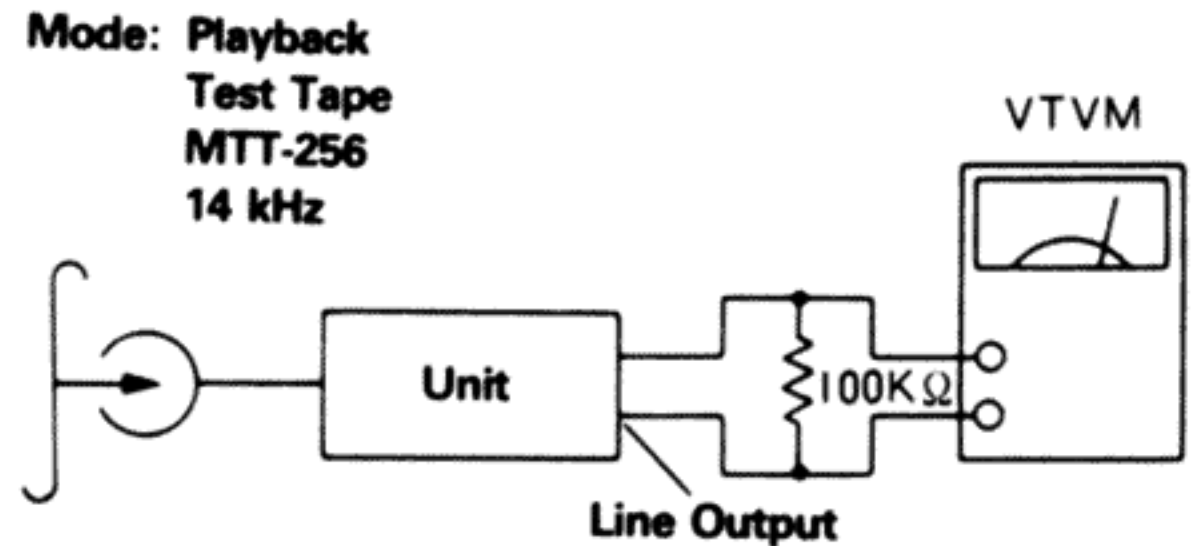 Mode: Playback
Test Tape
MTT-256
14 kHz
VTVM
Unit
100KΩ
Line Output